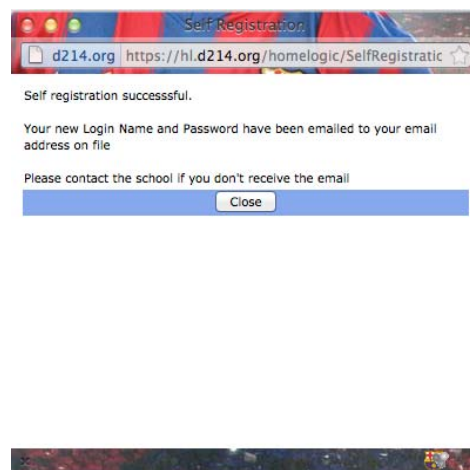 Self Registration
d214.org https://hl.d214.org/homelogic/SelfRegistratic
Self registration successsful.
Your new Login Name and Password have been emailed to your email
address on file
Please contact the school if you don't receive the email
Close